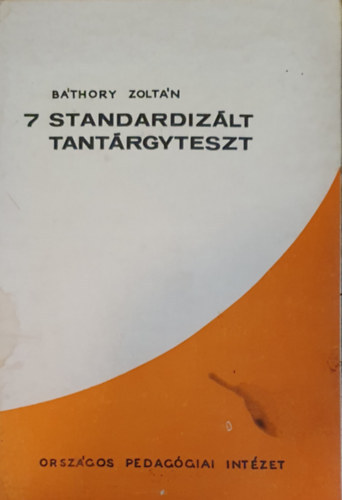 BÁTHORY ZOLTÁN
7 STANDARDIZÁLT
TANTÁRGYTESZT
ORSZÁGOS PEDAGÓGIAI INTÉZET